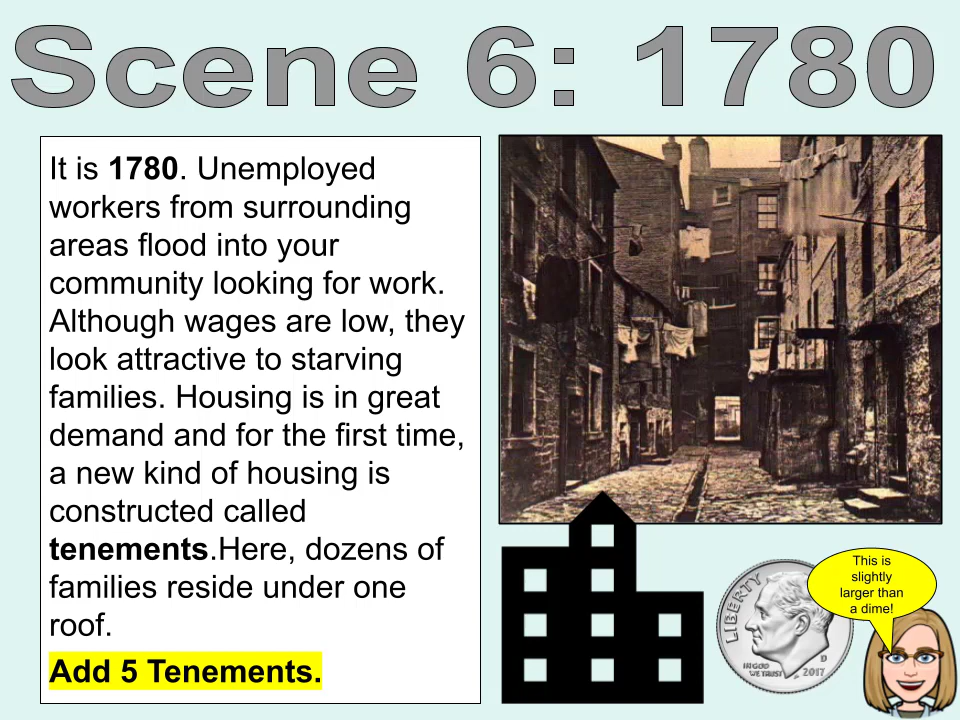 Scene 6: 1780
It is 1780. Unemployed
workers from surrounding
areas flood into your
community looking for work.
Although wages are low, they
look attractive to starving
families. Housing is in great
demand and for the first time,
a new kind of housing is
constructed called
tenements.Here, dozens of
families reside under one
roof.
Add 5 Tenements.
This is
slightly
larger than
a dime!
LIBERTY
IN GOD
WE TRUST
D
2017